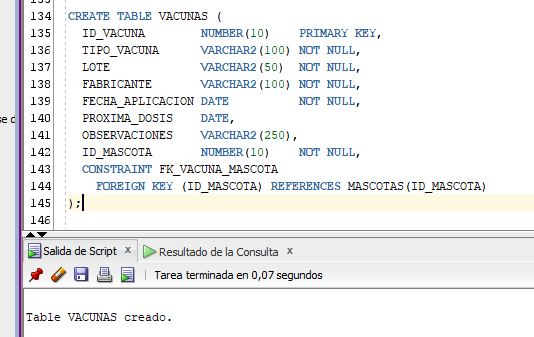 134 CREATE TABLE VACUNAS (
135 ID_VACUNA NUMBER(10) PRIMARY KEY,
136 TIPO_VACUNA VARCHAR2(100) NOT NULL,
137 LOTE VARCHAR2(50) NOT NULL,
138 FABRICANTE VARCHAR2(100) NOT NULL,
139 FECHA_APLICACION DATE NOT NULL,
140 PROXIMA_DOSIS DATE,
141 OBSERVACIONES VARCHAR2(250),
142 ID_MASCOTA NUMBER(10) NOT NULL,
143 CONSTRAINT FK_VACUNA_MASCOTA
144 FOREIGN KEY (ID_MASCOTA) REFERENCES MASCOTAS(ID_MASCOTA)
145 );
146
Salida de Script x Resultado de la Consulta x
Tarea terminada en 0,07 segundos
Table VACUNAS creado.